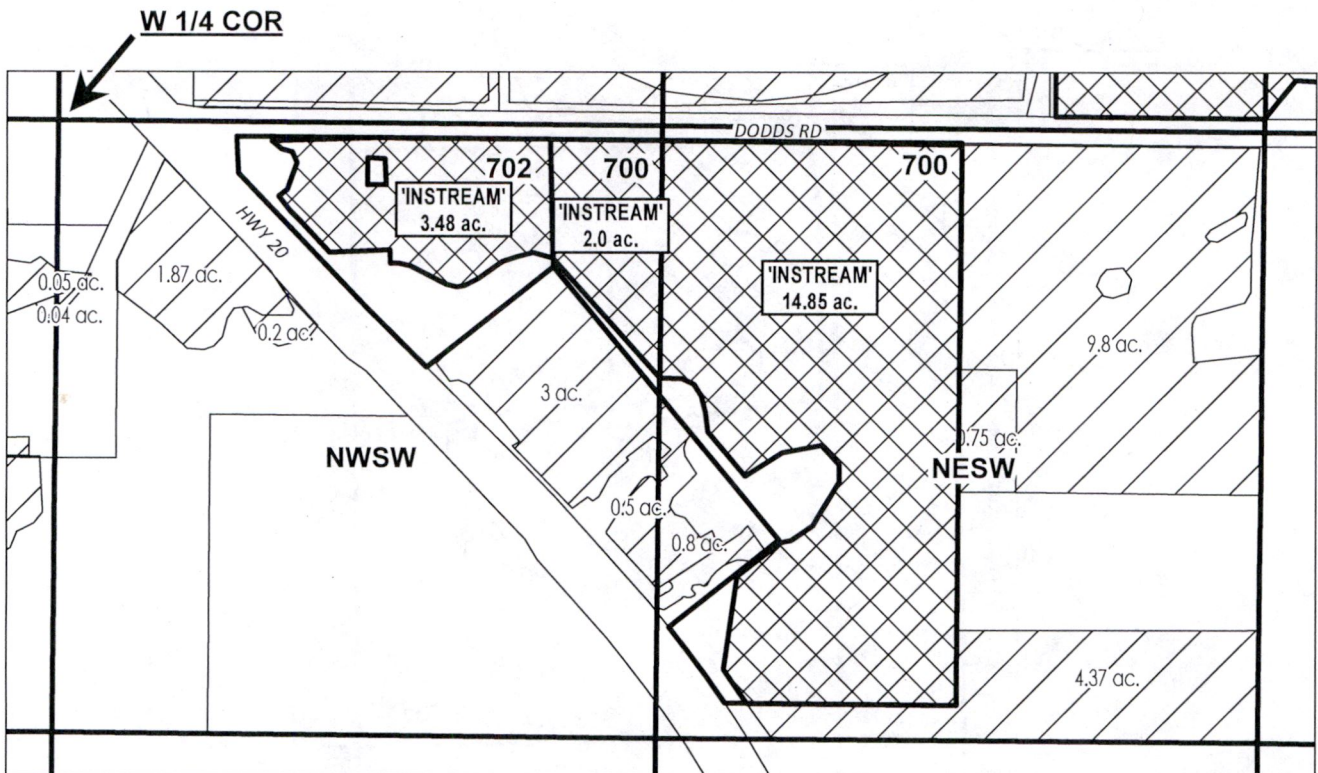 W 1/4 COR
DODDS RD
702
700
700
'INSTREAM'
3.48 ac.
'INSTREAM'
2.0 ac.
'INSTREAM'
14.85 ac.
HWY 20
0.05 ac.
0.04 ac.
1.87 ac.
0.2 ac.
9.8 ac.
3 ac.
0.75 ac.
NWSW
NESW
0.5 ac.
0.8 ac.
4.37 ac.